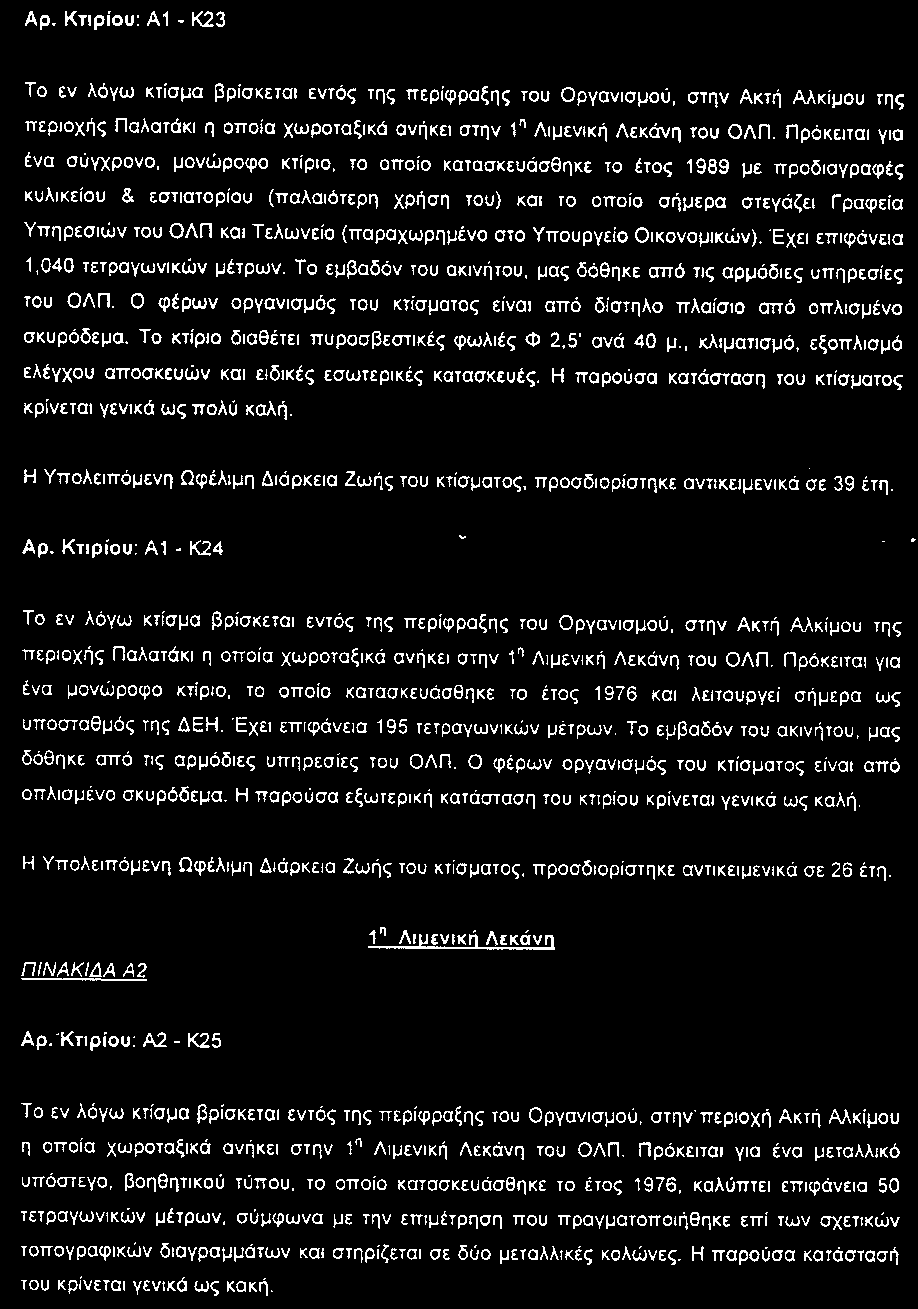 Αρ. Κτιρίου: Α1 - Κ23
Το εν λόγω κτίσμα βρίσκεται εντός της περίφραξης του Οργανισμού, στην Ακτή Αλκίμου της
περιοχής Παλατάκι η οποία χωροταξικά ανήκει στην 1η Λιμενική Λεκάνη του ΟΛΠ. Πρόκειται για
ένα σύγχρονο, μονώροφο κτίριο, το οποίο κατασκευάσθηκε το έτος 1989 με προδιαγραφές
κυλικείου & εστιατορίου (παλαιότερη χρήση του) και το οποίο σήμερα στεγάζει Γραφεία
Υπηρεσιών του ΟΛΠ και Τελωνείο (παραχωρημένο στο Υπουργείο Οικονομικών). Έχει επιφάνεια
1,040 τετραγωνικών μέτρων. Το εμβαδόν του ακινήτου, μας δόθηκε από τις αρμόδιες υπηρεσίες
του ΟΛΠ. Ο φέρων οργανισμός του κτίσματος είναι από δίστηλο πλαίσιο από οπλισμένο
σκυρόδεμα. Το κτίριο διαθέτει πυροσβεστικές φωλιές Φ 2,5' ανά 40 μ., κλιματισμό, εξοπλισμό
ελέγχου αποσκευών και ειδικές εσωτερικές κατασκευές. Η παρούσα κατάσταση του κτίσματος
κρίνεται γενικά ως πολύ καλή.
Η Υπολειπόμενη Ωφέλιμη Διάρκεια Ζωής του κτίσματος, προσδιορίστηκε αντικειμενικά σε 39 έτη.
Αρ. Κτιρίου: Α1 - Κ24
Το εν λόγω κτίσμα βρίσκεται εντός της περίφραξης του Οργανισμού, στην Ακτή Αλκίμου της
περιοχής Παλατάκι η οποία χωροταξικά ανήκει στην 1η Λιμενική Λεκάνη του ΟΛΠ. Πρόκειται για
ένα μονώροφο κτίριο, το οποίο κατασκευάσθηκε το έτος 1976 και λειτουργεί σήμερα ως
υποσταθμός της ΔΕΗ. Έχει επιφάνεια 195 τετραγωνικών μέτρων. Το εμβαδόν του ακινήτου, μας
δόθηκε από τις αρμόδιες υπηρεσίες του ΟΛΠ. Ο φέρων οργανισμός του κτίσματος είναι από
οπλισμένο σκυρόδεμα. Η παρούσα εξωτερική κατάσταση του κτιρίου κρίνεται γενικά ως καλή.
Η Υπολειπόμενη Ωφέλιμη Διάρκεια Ζωής του κτίσματος, προσδιορίστηκε αντικειμενικά σε 26 έτη.
1η Λιμενική Λεκάνη
ΠΙΝΑΚΙΔΑ Α2
Αρ. Κτιρίου: Α2 - Κ25
Το εν λόγω κτίσμα βρίσκεται εντός της περίφραξης του Οργανισμού, στην περιοχή Ακτή Αλκίμου
η οποία χωροταξικά ανήκει στην 1η Λιμενική Λεκάνη του ΟΛΠ. Πρόκειται για ένα μεταλλικό
υπόστεγο, βοηθητικού τύπου, το οποίο κατασκευάσθηκε το έτος 1976, καλύπτει επιφάνεια 50
τετραγωνικών μέτρων, σύμφωνα με την επιμέτρηση που πραγματοποιήθηκε επί των σχετικών
τοπογραφικών διαγραμμάτων και στηρίζεται σε δύο μεταλλικές κολώνες. Η παρούσα κατάστασή
του κρίνεται γενικά ως κακή.